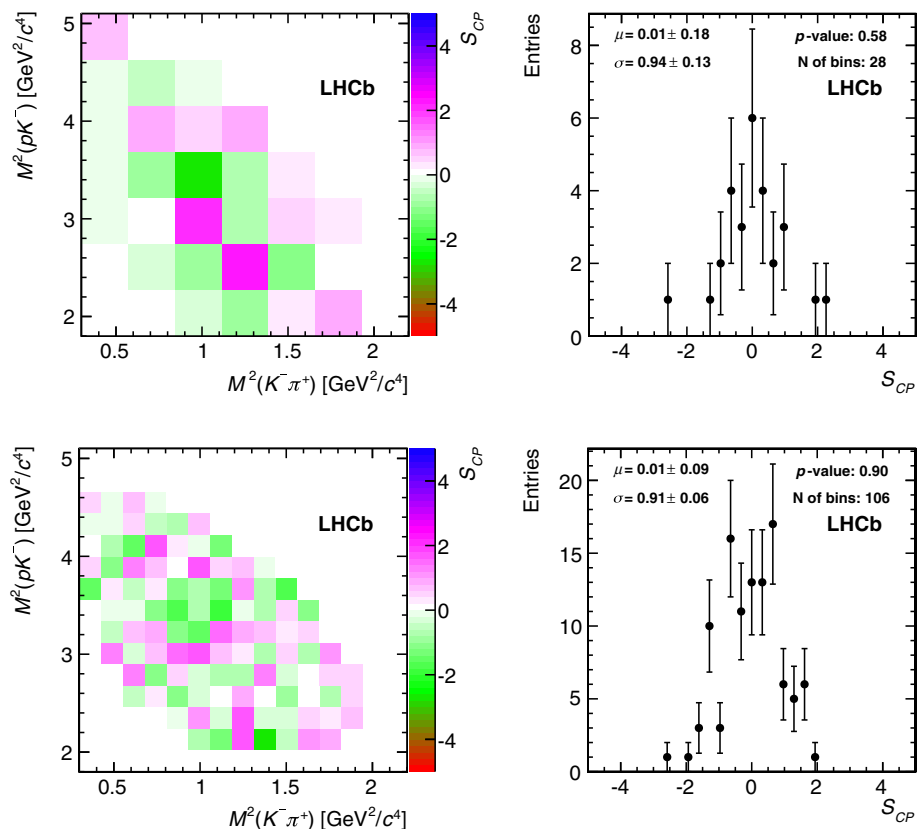 M²(pK⁻) [GeV²/c⁴]
5
4
3
2
0.5 1 1.5 2
M²(K⁻π⁺) [GeV²/c⁴]
LHCb
S_CP
4
2
0
-2
-4
Entries
8
6
4
2
0
-4 -2 0 2 4
S_CP
μ = 0.01 ± 0.18
σ = 0.94 ± 0.13
p-value: 0.58
N of bins: 28
LHCb
M²(pK⁻) [GeV²/c⁴]
5
4
3
2
0.5 1 1.5 2
M²(K⁻π⁺) [GeV²/c⁴]
LHCb
S_CP
4
2
0
-2
-4
Entries
20
15
10
5
0
-4 -2 0 2 4
S_CP
μ = 0.01 ± 0.09
σ = 0.91 ± 0.06
p-value: 0.90
N of bins: 106
LHCb